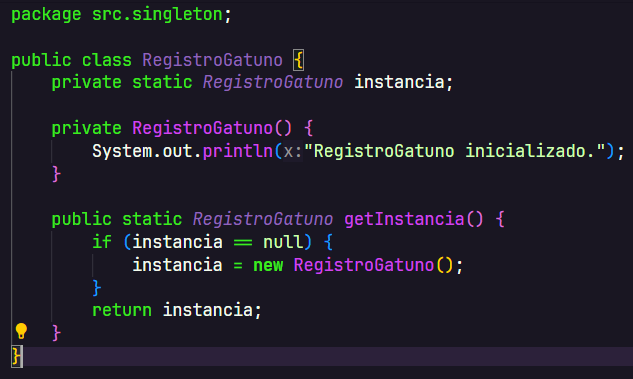 package src.singleton;
public class RegistroGatuno {
private static RegistroGatuno instancia;
private RegistroGatuno() {
System.out.println(x:"RegistroGatuno inicializado.");
}
public static RegistroGatuno getInstancia() {
if (instancia == null) {
instancia = new RegistroGatuno();
}
return instancia;
}
}